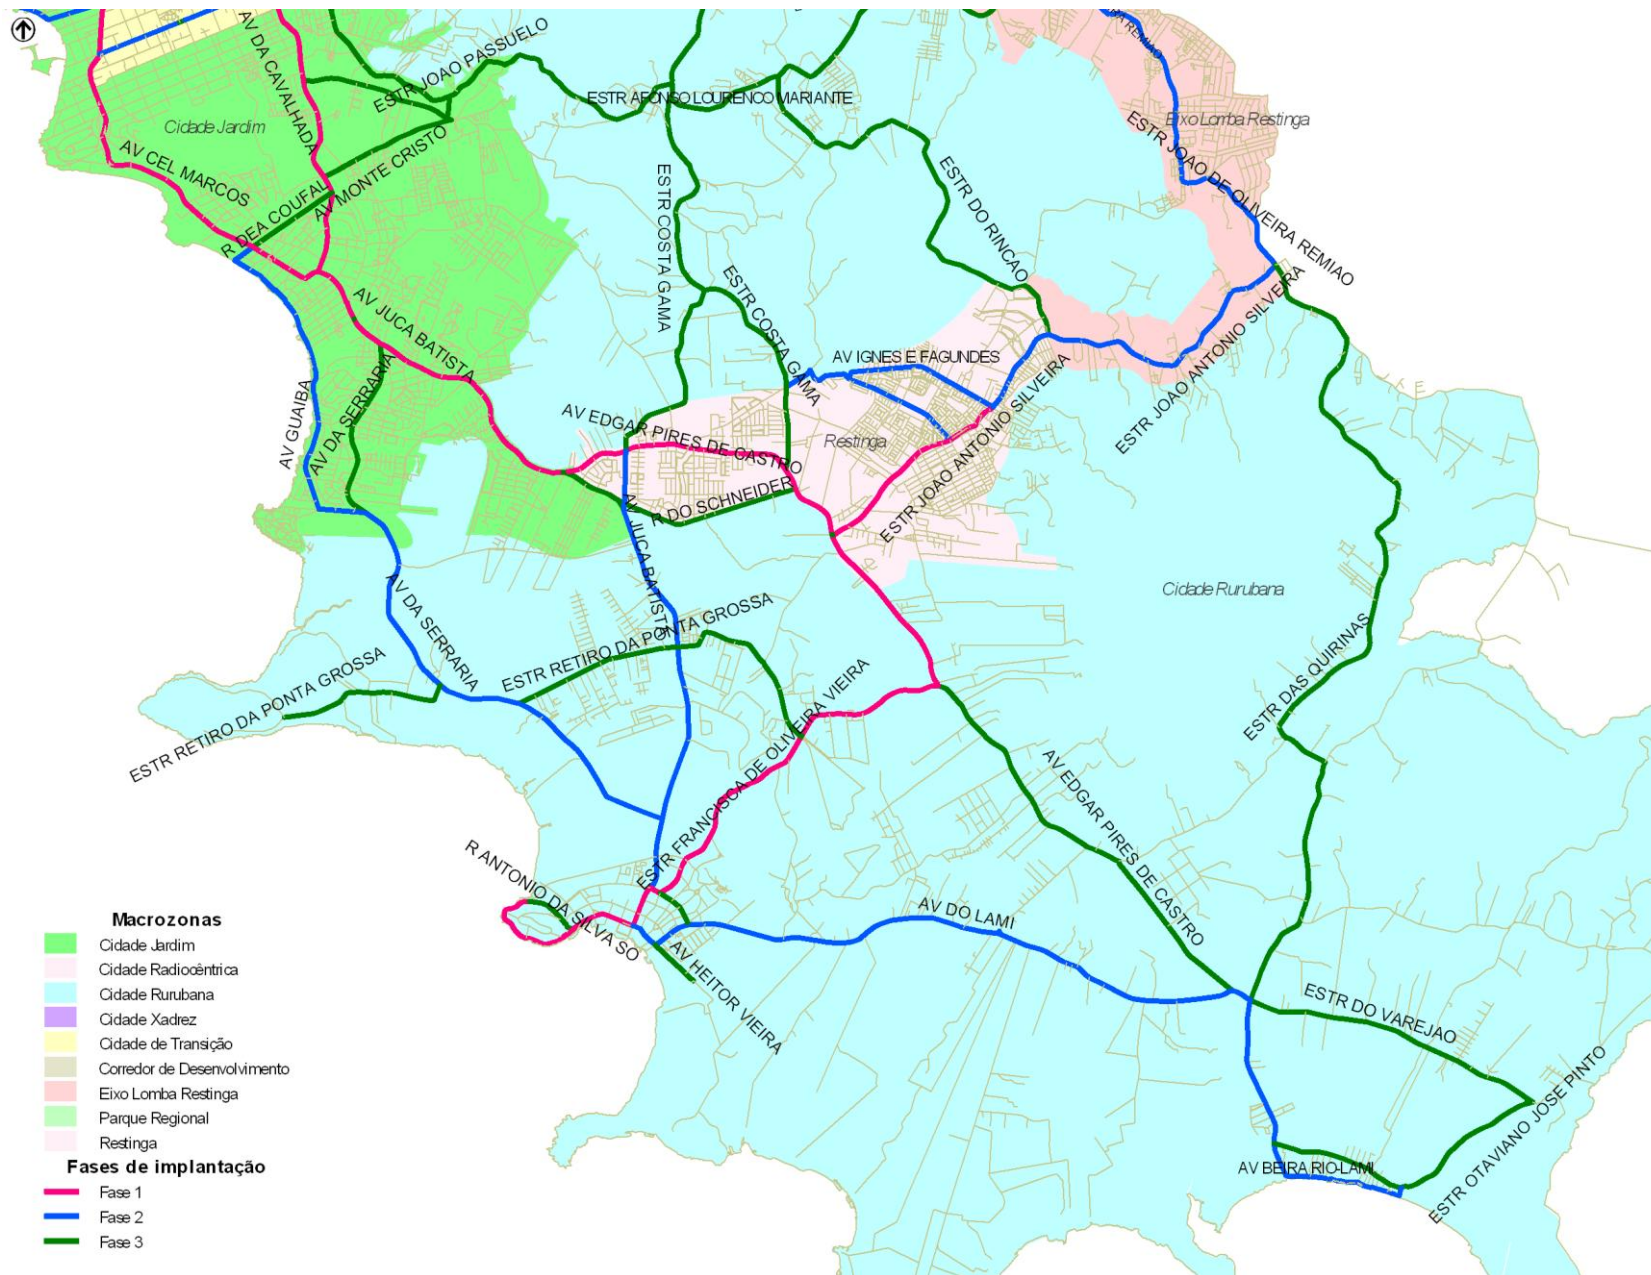 AV DA CAVALHADA
ESTR JOAO PASSUELO
ESTR AFONSO LOURENCO MARIANTE
Cidade Jardim
AV MONTE CRISTO
AV CEL MARCOS
R DEA COUFAL
ESTR COSTA GAMA
ESTR COSTA GAMA
ESTR DO RINCAO
Eixo Lomba Restinga
ESTR JOAO DE OLIVEIRA REMIAO
AV JUCA BATISTA
AV GUAIBA
AV DA SERRARIA
AV IGNES E FAGUNDES
ESTR JOAO ANTONIO SILVEIRA
ESTR JOAO ANTONIO SILVEIRA
AV EDGAR PIRES DE CASTRO
Restinga
R DO SCHNEIDER
AV JUCA BATISTA
Cidade Rurubana
AV DA SERRARIA
ESTR RETIRO DA PONTA GROSSA
ESTR RETIRO DA PONTA GROSSA
ESTR FRANCISCA DE OLIVEIRA VIEIRA
ESTR DAS QUIRINAS
AV EDGAR PIRES DE CASTRO
R ANTONIO DA SILVA SO
AV DO LAMI
AV HEITOR VIEIRA
ESTR DO VAREJAO
ESTR OTAVIANO JOSE PINTO
AV BEIRA RIO-LAMI
Macrozonas
Cidade Jardim
Cidade Radiocêntrica
Cidade Rurubana
Cidade Xadrez
Cidade de Transição
Corredor de Desenvolvimento
Eixo Lomba Restinga
Parque Regional
Restinga
Fases de implantação
Fase 1
Fase 2
Fase 3